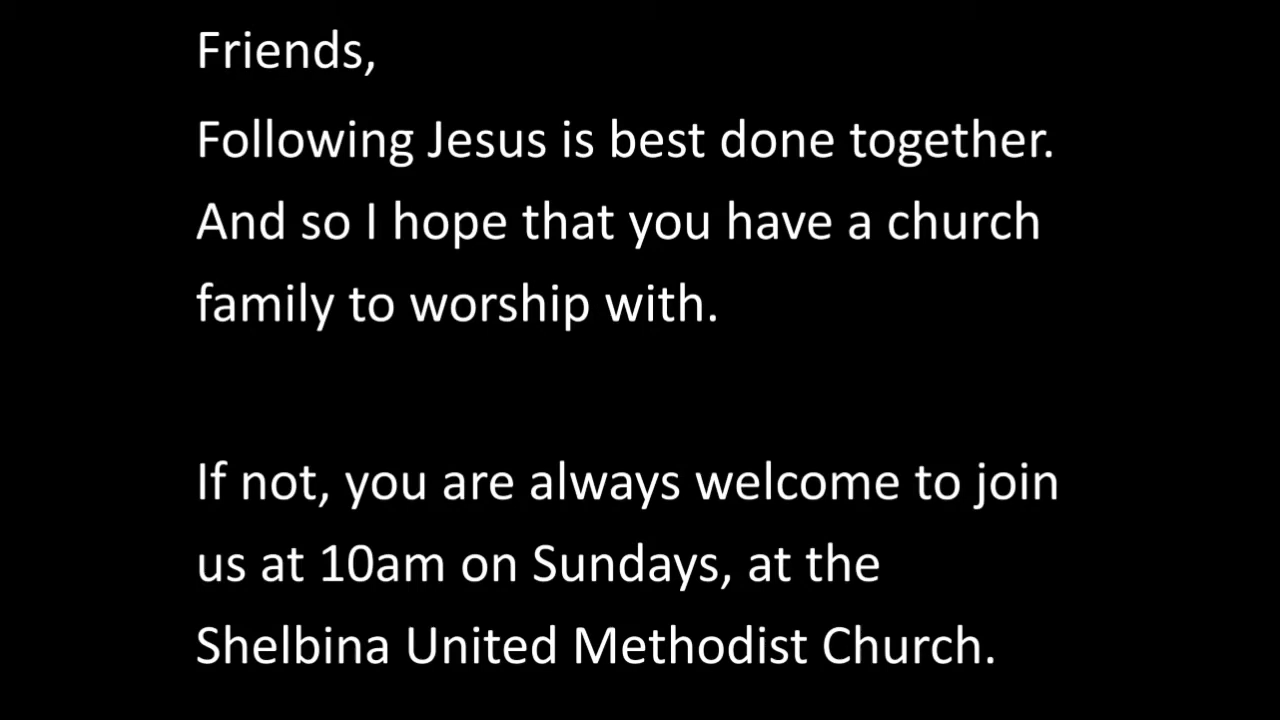 Friends,
Following Jesus is best done together.
And so I hope that you have a church
family to worship with.
If not, you are always welcome to join
us at 10am on Sundays, at the
Shelbina United Methodist Church.